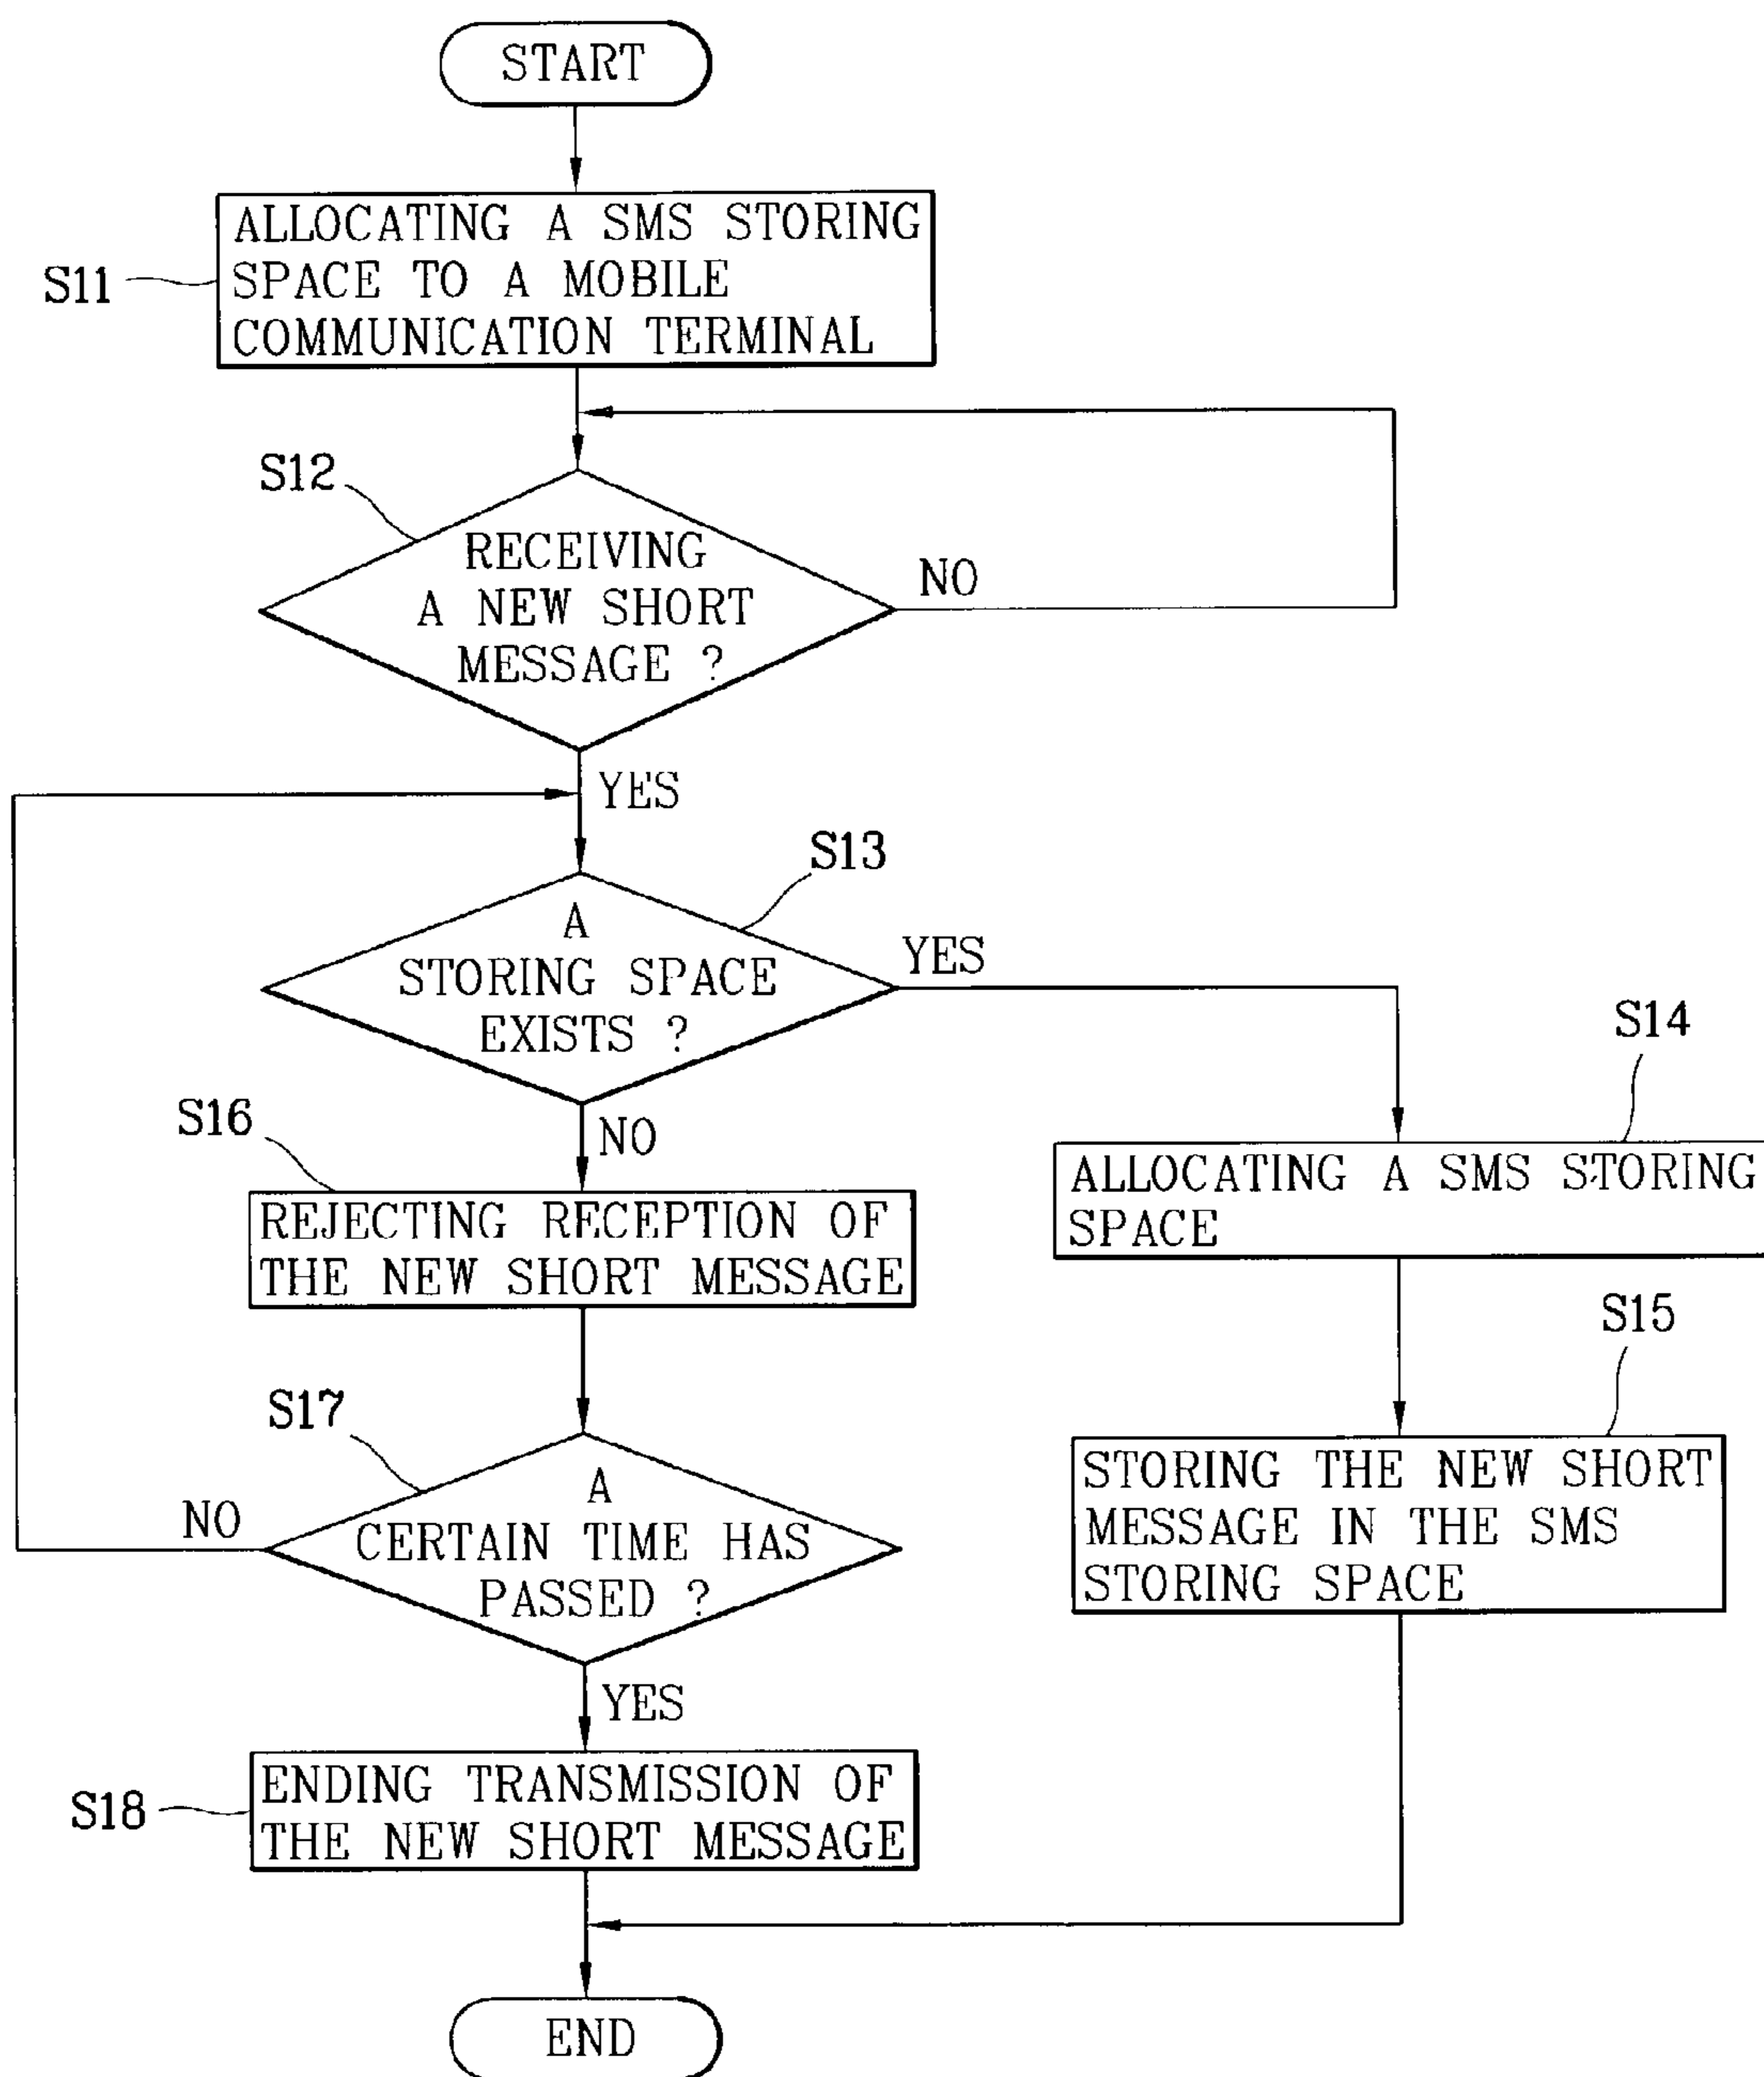 START
S11
ALLOCATING A SMS STORING
SPACE TO A MOBILE
COMMUNICATION TERMINAL
S12
RECEIVING
A NEW SHORT
MESSAGE ?
NO
YES
S13
A
STORING SPACE
EXISTS ?
YES
NO
S14
ALLOCATING A SMS STORING
SPACE
S15
STORING THE NEW SHORT
MESSAGE IN THE SMS
STORING SPACE
S16
REJECTING RECEPTION OF
THE NEW SHORT MESSAGE
S17
A
CERTAIN TIME HAS
PASSED ?
NO
YES
S18
ENDING TRANSMISSION OF
THE NEW SHORT MESSAGE
END